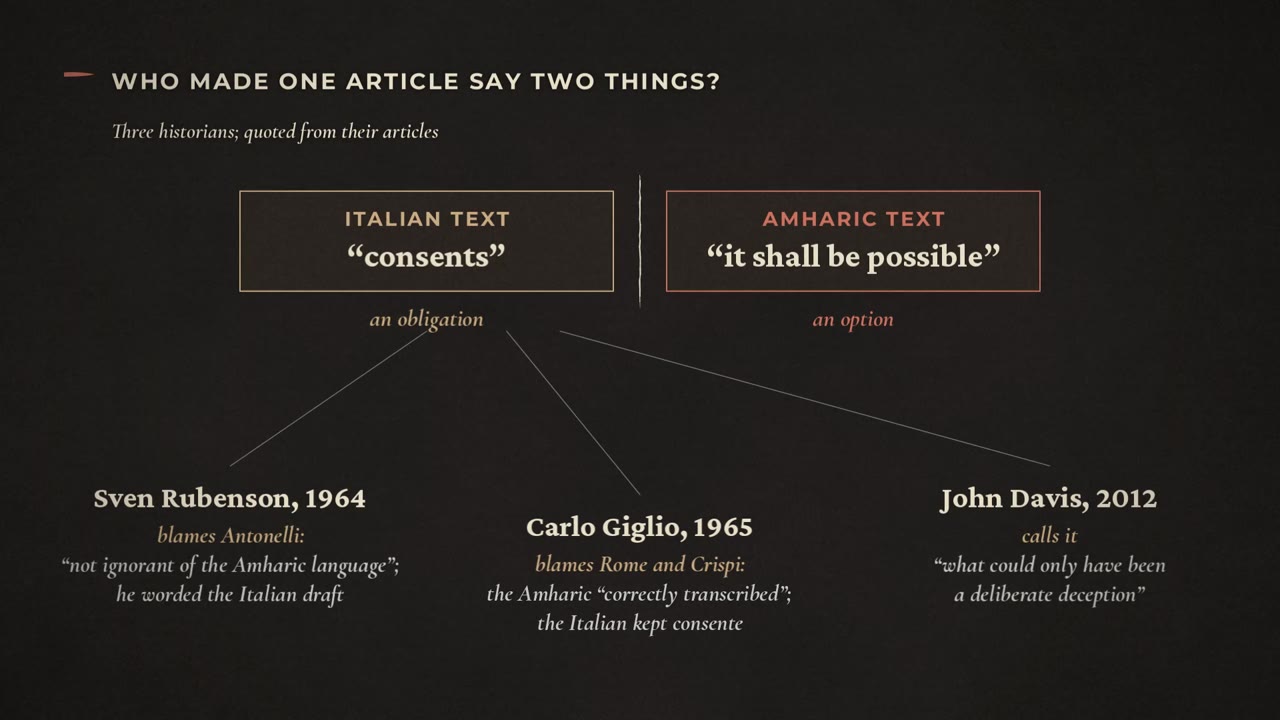 WHO MADE ONE ARTICLE SAY TWO THINGS?
Three historians; quoted from their articles
ITALIAN TEXT
“consents”
an obligation
AMHARIC TEXT
“it shall be possible”
an option
Sven Rubenson, 1964
blames Antonelli:
“not ignorant of the Amharic language”;
he worded the Italian draft
Carlo Giglio, 1965
blames Rome and Crispi:
the Amharic “correctly transcribed”;
the Italian kept consente
John Davis, 2012
calls it
“what could only have been
a deliberate deception”